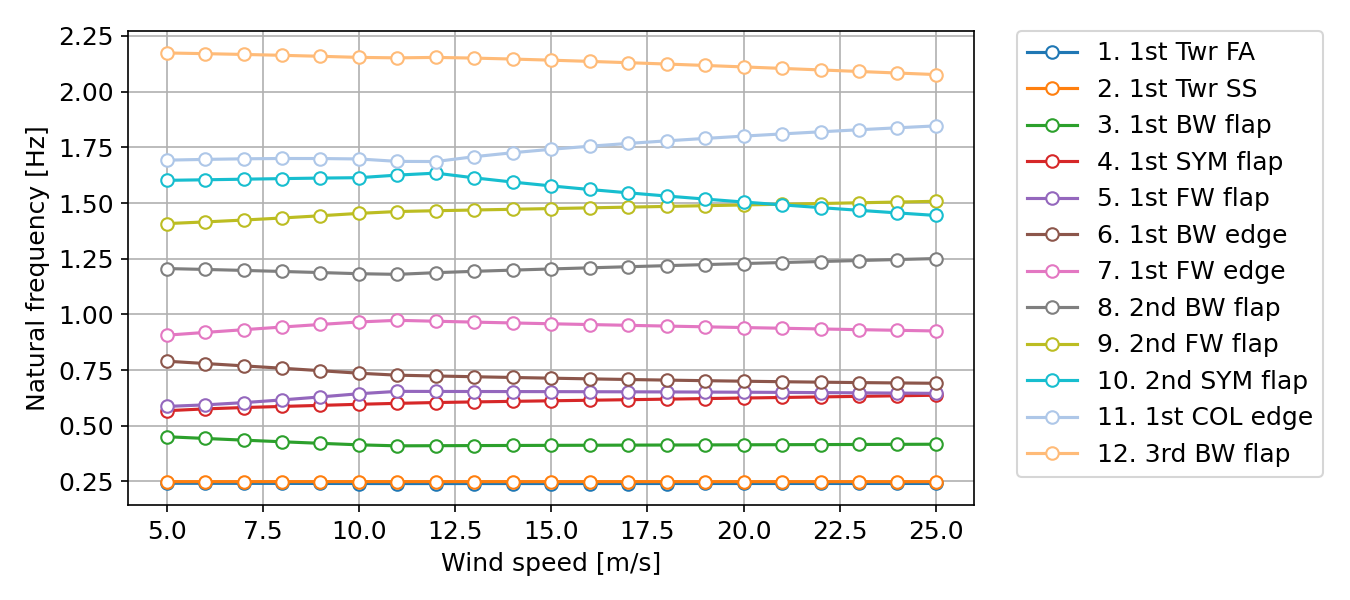 2.25
2.00
1.75
1.50
1.25
1.00
0.75
0.50
0.25
Natural frequency [Hz]
5.0 7.5 10.0 12.5 15.0 17.5 20.0 22.5 25.0
Wind speed [m/s]
1. 1st Twr FA
2. 1st Twr SS
3. 1st BW flap
4. 1st SYM flap
5. 1st FW flap
6. 1st BW edge
7. 1st FW edge
8. 2nd BW flap
9. 2nd FW flap
10. 2nd SYM flap
11. 1st COL edge
12. 3rd BW flap